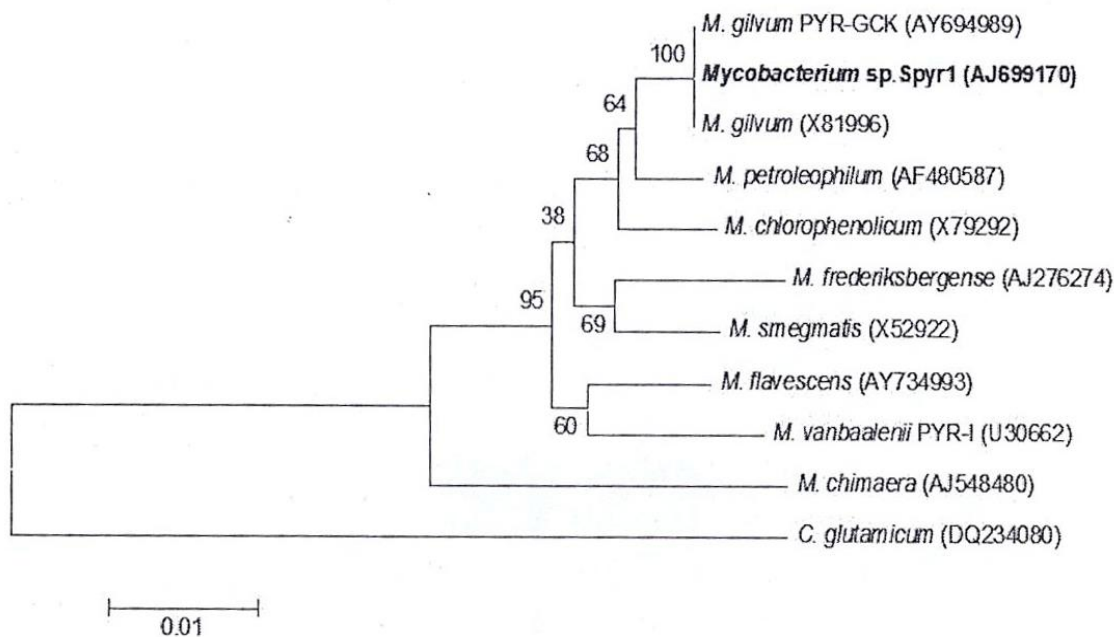 M. gilvum PYR-GCK (AY694989)
100
Mycobacterium sp. Spyr1 (AJ699170)
64
M. gilvum (X81996)
68
M. petroleophilum (AF480587)
38
M. chlorophenolicum (X79292)
M. frederiksbergense (AJ276274)
95
69
M. smegmatis (X52922)
M. flavescens (AY734993)
60
M. vanbaalenii PYR-I (U30662)
M. chimaera (AJ548480)
C. glutamicum (DQ234080)
0.01